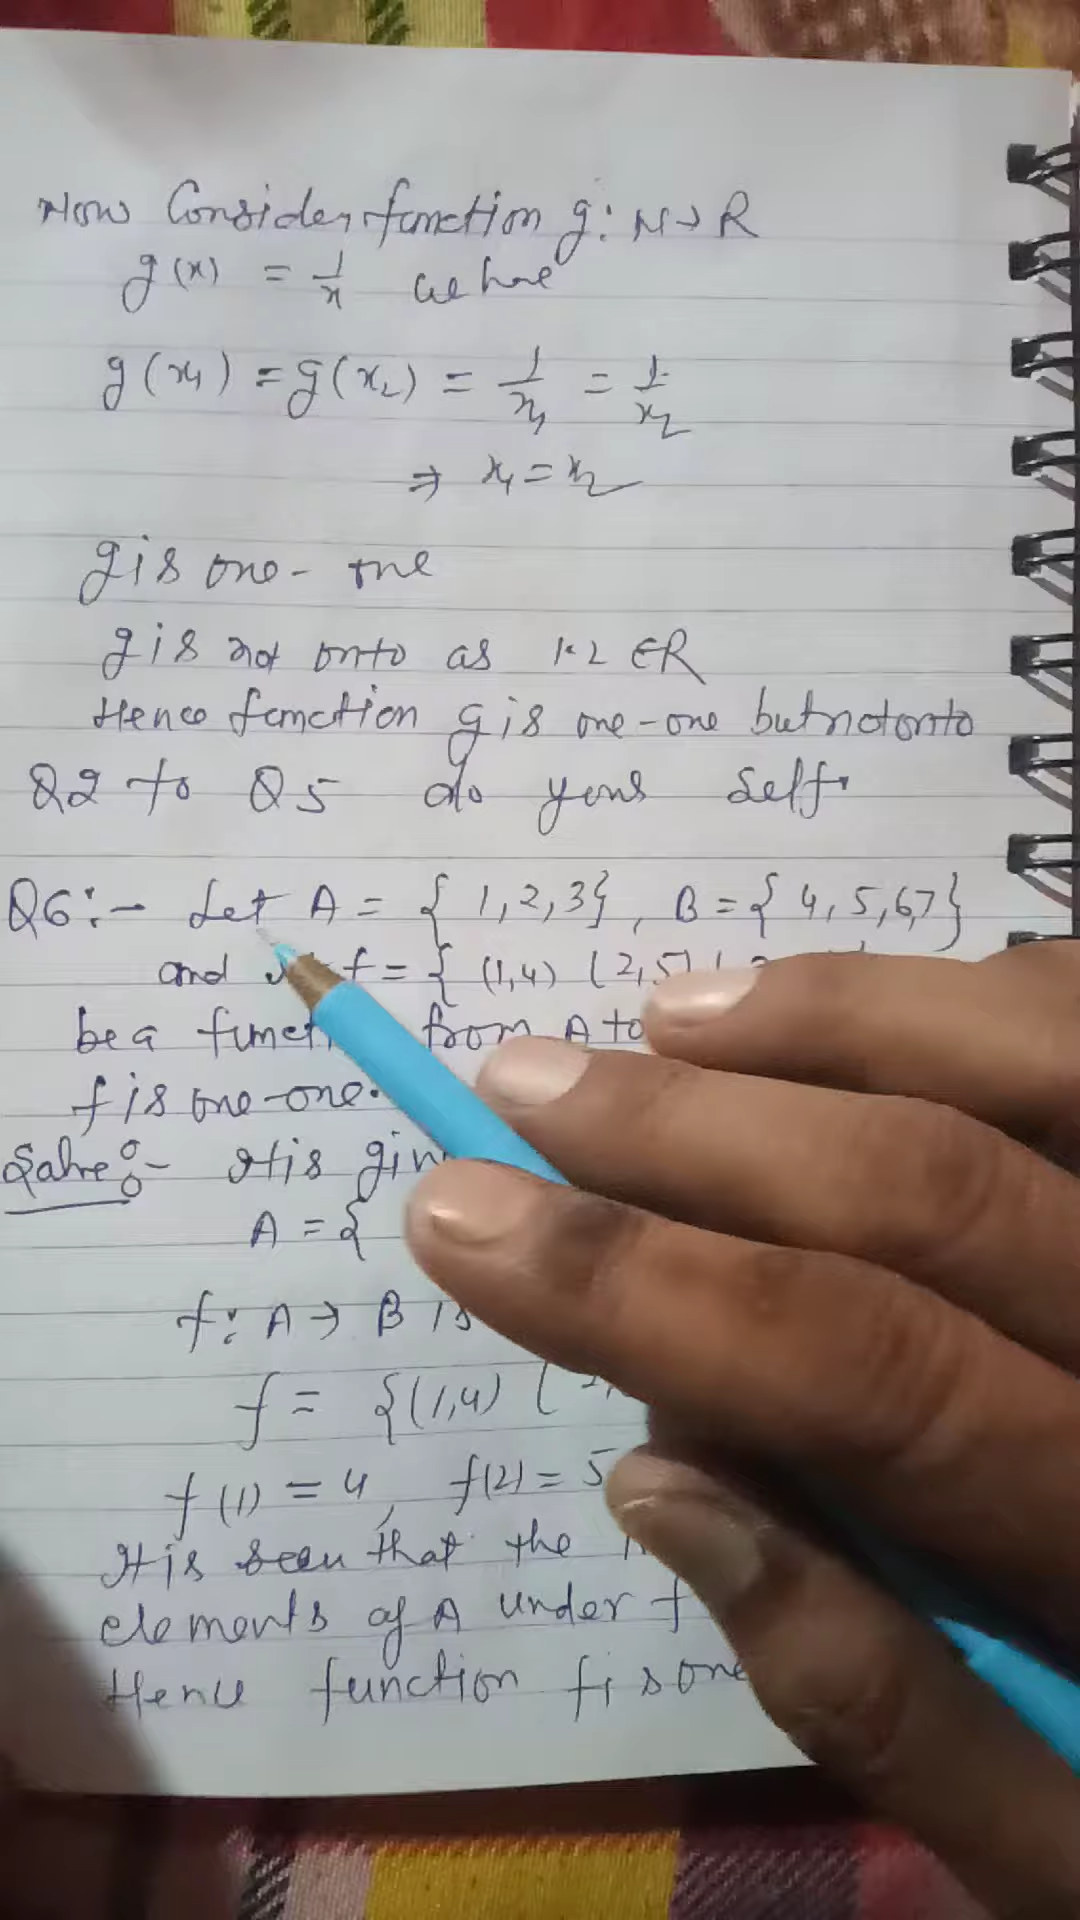 Now Consider function g: N→R
g(x) = 1/x we have
g(x₁) = g(x₂) = 1/x₁ = 1/x₂
⇒ x₁ = x₂
g is one-one
g is not onto as 1.2 ∈ R
Hence function g is one-one but not onto
Q2 to Q5 do yours self.
Q6:- Let A = { 1, 2, 3}, B = { 4, 5, 6, 7}
and f = { (1,4) (2,5)
be a from A to
f is one-one.
Solve:- It is
A = {
f: A → B is
f = {(1,4) (
f(1) = 4, f(2) = 5
It is seen that the
elements of A under f
Hence function f is one